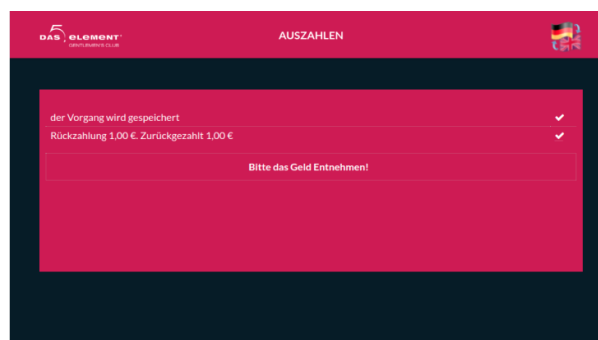 DAS 5. ELEMENT
GENTLEMEN'S CLUB
AUSZAHLEN
der Vorgang wird gespeichert
Rückzahlung 1,00 €. Zurückgezahlt 1,00 €
Bitte das Geld Entnehmen!